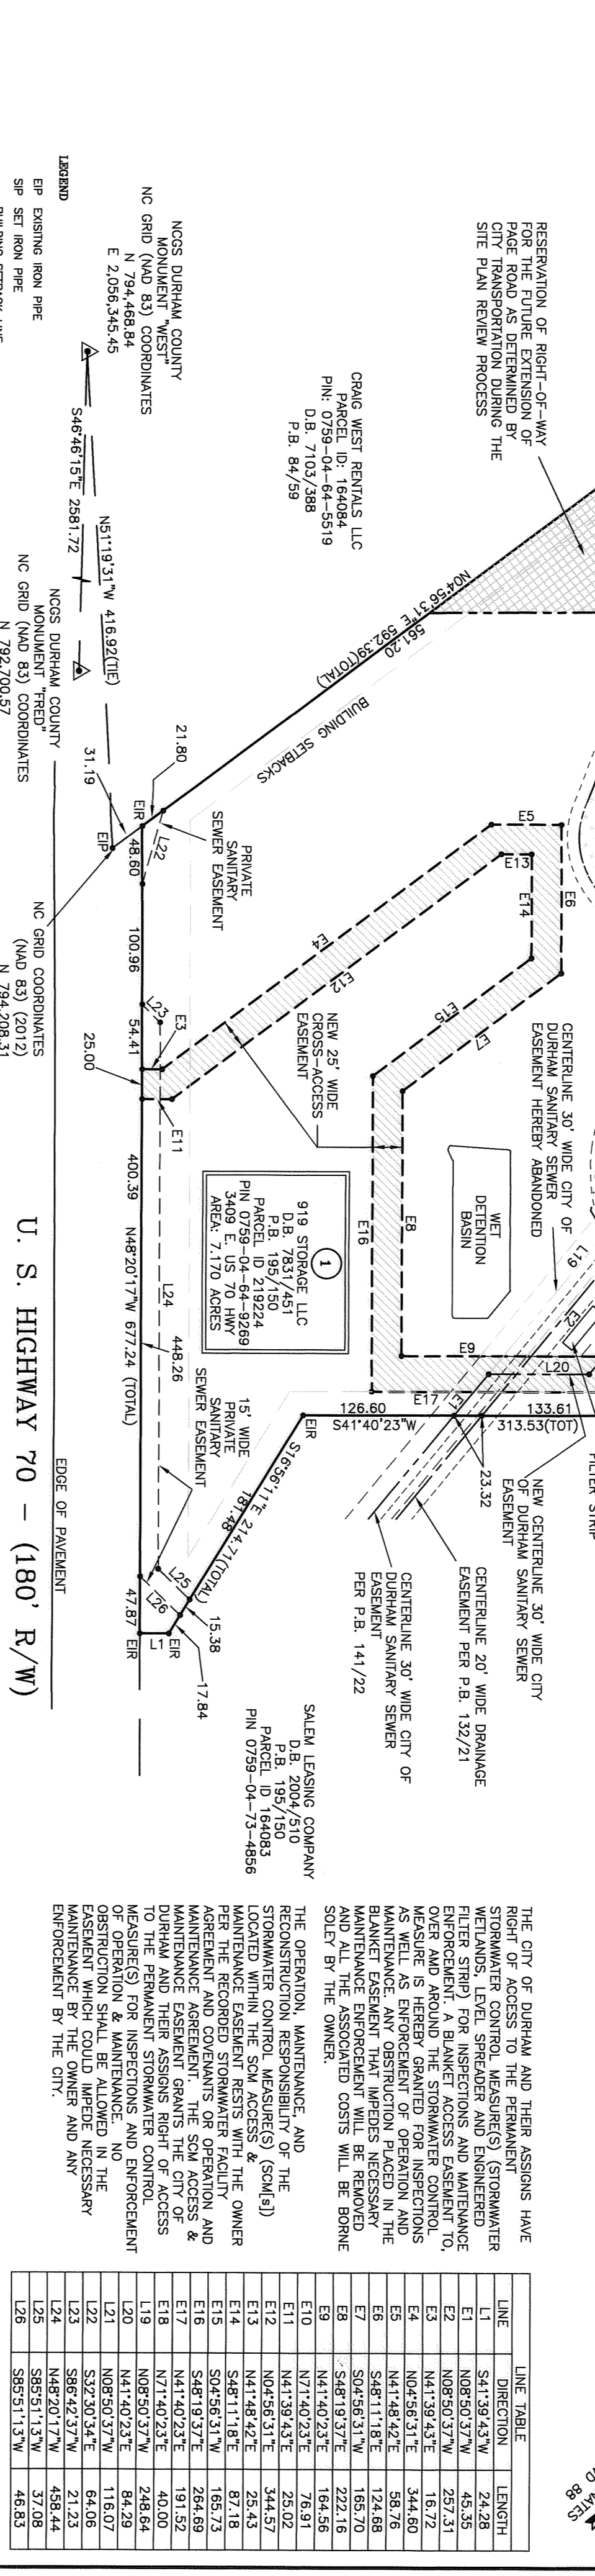 RESERVATION OF RIGHT-OF-WAY
FOR THE FUTURE EXTENSION OF
PAGE ROAD AS DETERMINED BY
CITY TRANSPORTATION DURING THE
SITE PLAN REVIEW PROCESS
CRAIG WEST RENTALS LLC
PARCEL ID: 164084
PIN: 0759-04-64-5519
D.B. 7103/388
P.B. 84/59
NCGS DURHAM COUNTY
MONUMENT "WEST"
NC GRID (NAD 83) COORDINATES
N 794,468.84
E 2,056,345.45
LEGEND
EIP EXISITNG IRON PIPE
SIP SET IRON PIPE
S46°46'15"E 2581.72
N51°19'31"W 416.92(TIE)
NCGS DURHAM COUNTY
MONUMENT "FRED"
NC GRID (NAD 83) COORDINATES
N 792,700.57
N04°56'31"E 592.39(TOTAL)
561.20
BUILDING SETBACKS
21.80
31.19
EIR
EIP
L22
48.60
PRIVATE
SANITARY
SEWER EASEMENT
100.96
L23
54.41
E3
25.00
E11
NC GRID COORDINATES
(NAD 83) (2012)
N 794,208.31
E5
E13
E6
E14
E4
E12
E15
E7
NEW 25' WIDE
CROSS-ACCESS
EASEMENT
CENTERLINE 30' WIDE CITY OF
DURHAM SANITARY SEWER
EASEMENT HEREBY ABANDONED
WET
DETENTION
BASIN
E8
E16
1
919 STORAGE LLC
D.B. 7831/451
P.B. 195/150
PARCEL ID 219224
PIN 0759-04-64-9269
3409 E. US 70 HWY
AREA: 7.170 ACRES
400.39
N48°20'17"W 677.24 (TOTAL)
L24
448.26
15' WIDE
PRIVATE
SANITARY
SEWER EASEMENT
U. S. HIGHWAY 70 - (180' R/W)
EDGE OF PAVEMENT
L19
E2
E9
L20
E1
E17
126.60
S41°40'23"W
133.61
313.53(TOT)
23.32
EIR
S16°56'11"E 214.71(TOTAL)
181.48
L25
L26
15.38
17.84
47.87
L1
EIR
EIR
FILTER STRIP
NEW CENTERLINE 30' WIDE CITY
OF DURHAM SANITARY SEWER
EASEMENT
CENTERLINE 20' WIDE DRAINAGE
EASEMENT PER P.B. 132/21
CENTERLINE 30' WIDE CITY OF
DURHAM SANITARY SEWER
EASEMENT
PER P.B. 141/22
SALEM LEASING COMPANY
D.B. 2004/510
P.B. 195/150
PARCEL ID 164083
PIN 0759-04-73-4856
THE CITY OF DURHAM AND THEIR ASSIGNS HAVE
RIGHT OF ACCESS TO THE PERMANENT
STORMWATER CONTROL MEASURE(S) (STORMWATER
WETLANDS, LEVEL SPREADER AND ENGINEERED
FILTER STRIP) FOR INSPECTIONS AND MAITENANCE
ENFORCEMENT. A BLANKET ACCESS EASEMENT TO,
OVER AMD AROUND THE STORMWATER CONTROL
MEASURE IS HEREBY GRANTED FOR INSPECTIONS
AS WELL AS ENFORCEMENT OF OPERATION AND
MAINTENANCE. ANY OBSTRUCTION PLACED IN THE
BLANKET EASEMENT THAT IMPEDES NECESSARY
MAINTENANCE ENFORCEMENT WILL BE REMOVED
AND ALL THE ASSOCIATED COSTS WILL BE BORNE
SOLEY BY THE OWNER.
THE OPERATION, MAINTENANCE, AND
RECONSTRUCTION RESPONSIBILITY OF THE
STORMWATER CONTROL MEASURE(S) (SCM[s])
LOCATED WITHIN THE SCM ACCESS &
MAINTENANCE EASEMENT RESTS WITH THE OWNER
PER THE RECORDED STORMWATER FACILITY
AGREEMENT AND COVENANTS OR OPERATION AND
MAINTENANCE AGREEMENT. THE SCM ACCESS &
MAINTENANCE EASEMENT GRANTS THE CITY OF
DURHAM AND THEIR ASSIGNS RIGHT OF ACCESS
TO THE PERMANENT STORMWATER CONTROL
MEASURE(S) FOR INSPECTIONS AND ENFORCEMENT
OF OPERATION & MAINTENANCE. NO
OBSTRUCTION SHALL BE ALLOWED IN THE
EASEMENT WHICH COULD IMPEDE NECESSARY
MAINTENANCE BY THE OWNER AND ANY
ENFORCEMENT BY THE CITY.
LINE TABLE
LINE DIRECTION LENGTH
L1 S41°39'43"W 24.28
E1 N08°50'37"W 45.35
E2 N08°50'37"W 257.31
E3 N41°39'43"E 16.72
E4 N04°56'31"E 344.60
E5 N41°48'42"E 58.76
E6 S48°11'18"E 124.68
E7 S04°56'31"W 165.70
E8 S48°19'37"E 222.16
E9 N41°40'23"E 164.56
E10 N71°40'23"E 76.91
E11 N41°39'43"E 25.02
E12 N04°56'31"E 344.57
E13 N41°48'42"E 25.43
E14 S48°11'18"E 87.18
E15 S04°56'31"W 165.73
E16 S48°19'37"E 264.69
E17 N41°40'23"E 191.52
E18 N71°40'23"E 40.00
L19 N08°50'37"W 248.64
L20 N41°40'23"E 84.29
L21 N08°50'37"W 116.07
L22 S32°30'34"E 64.06
L23 S86°42'37"W 21.23
L24 N48°20'17"W 458.44
L25 S85°51'13"W 37.08
L26 S85°51'13"W 46.83